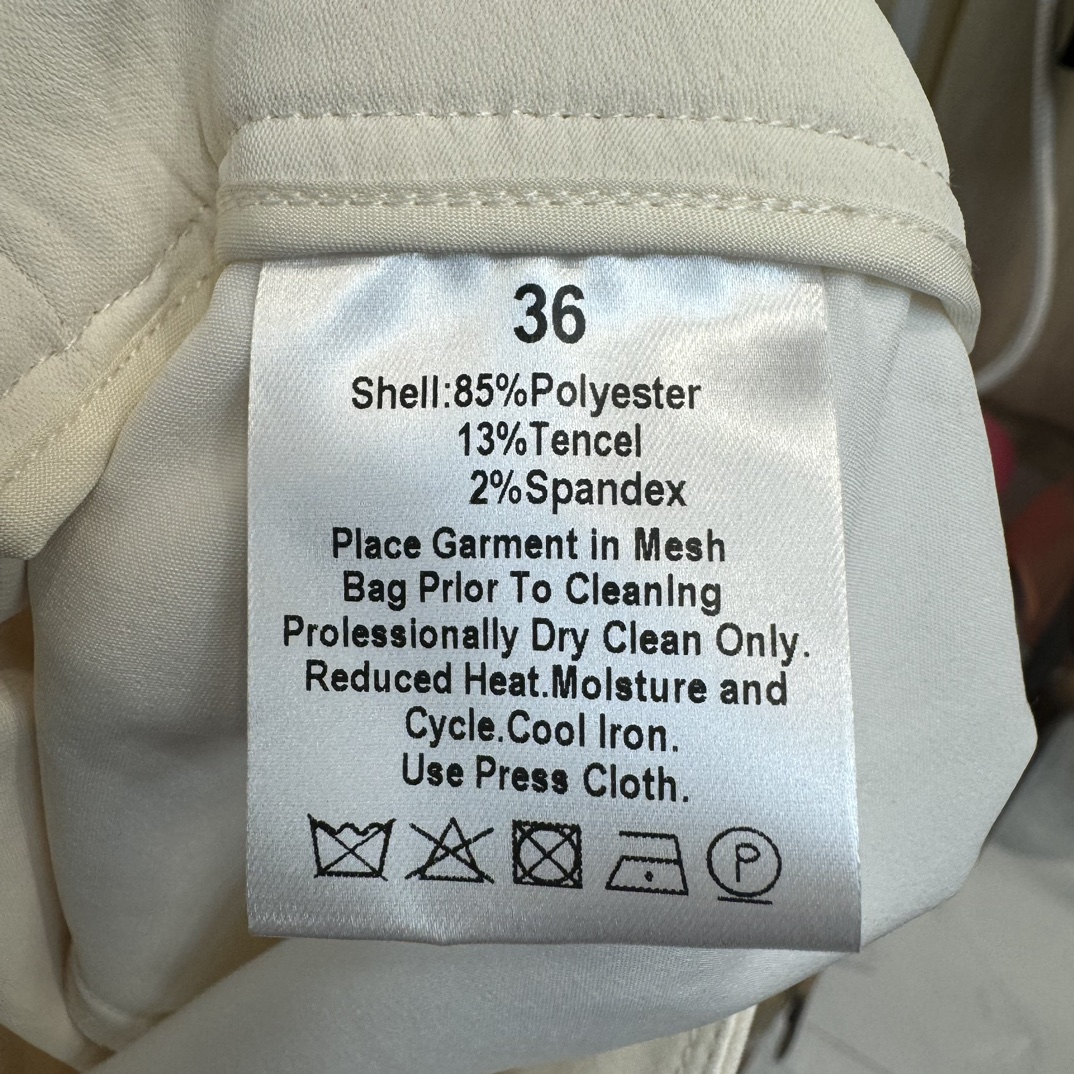 36
Shell:85%Polyester
13%Tencel
2%Spandex
Place Garment in Mesh
Bag Prior To Cleaning
Prolessionally Dry Clean Only.
Reduced Heat.Molsture and
Cycle.Cool Iron.
Use Press Cloth.
P